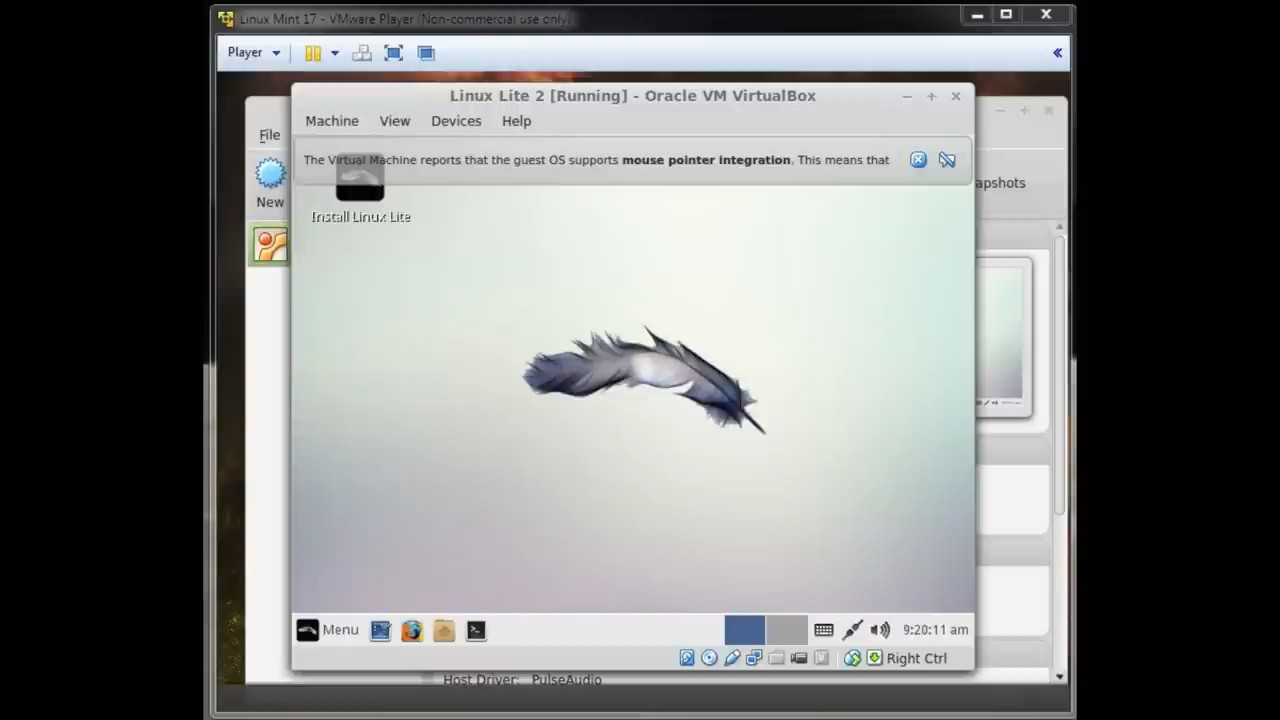 Linux Mint 17 - VMware Player (Non-commercial use only)
Player
Linux Lite 2 [Running] - Oracle VM VirtualBox
File
Machine View Devices Help
The Virtual Machine reports that the guest OS supports mouse pointer integration. This means that
New
apshots
Install Linux Lite
Menu
9:20:11 am
Right Ctrl
Host Driver: PulseAudio